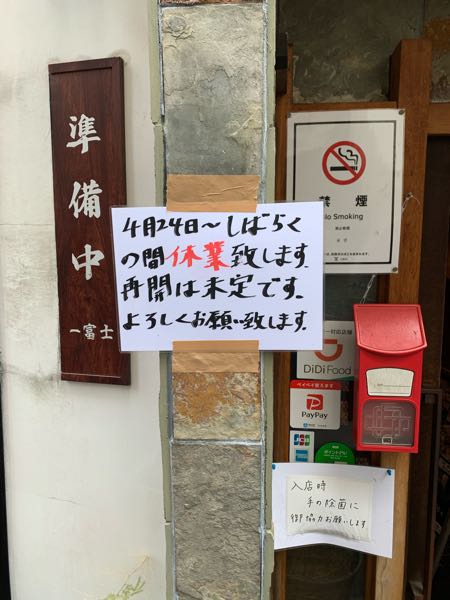 準備中
一富士
4月24日〜しばらく
の間休業致します.
再開は未定です.
よろしくお願い致します.
禁煙
No Smoking
DiDi Food
PayPay
JCB
入店時
手の除菌に
御協力お願いします